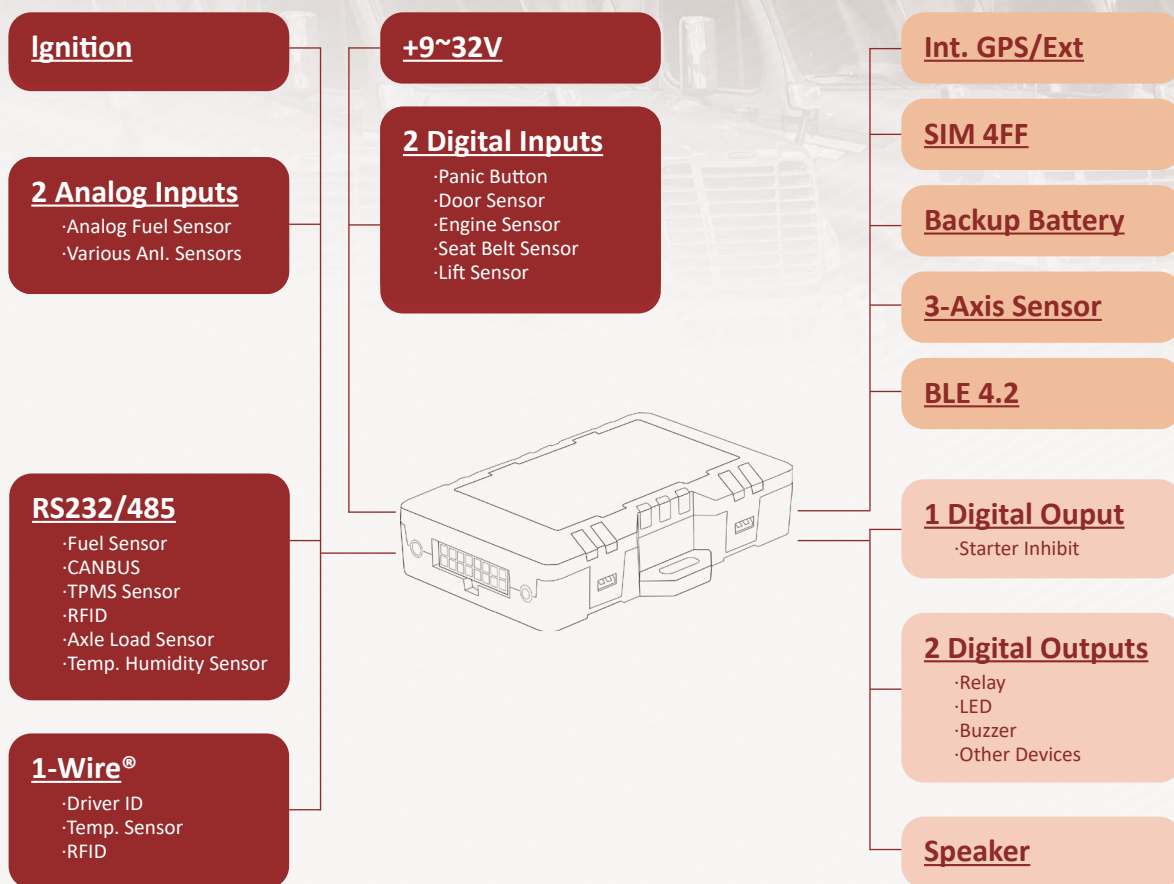 Ignition
2 Analog Inputs
·Analog Fuel Sensor
·Various Anl. Sensors
RS232/485
·Fuel Sensor
·CANBUS
·TPMS Sensor
·RFID
·Axle Load Sensor
·Temp. Humidity Sensor
1-Wire®
·Driver ID
·Temp. Sensor
·RFID
+9~32V
2 Digital Inputs
·Panic Button
·Door Sensor
·Engine Sensor
·Seat Belt Sensor
·Lift Sensor
Int. GPS/Ext
SIM 4FF
Backup Battery
3-Axis Sensor
BLE 4.2
1 Digital Ouput
·Starter Inhibit
2 Digital Outputs
·Relay
·LED
·Buzzer
·Other Devices
Speaker